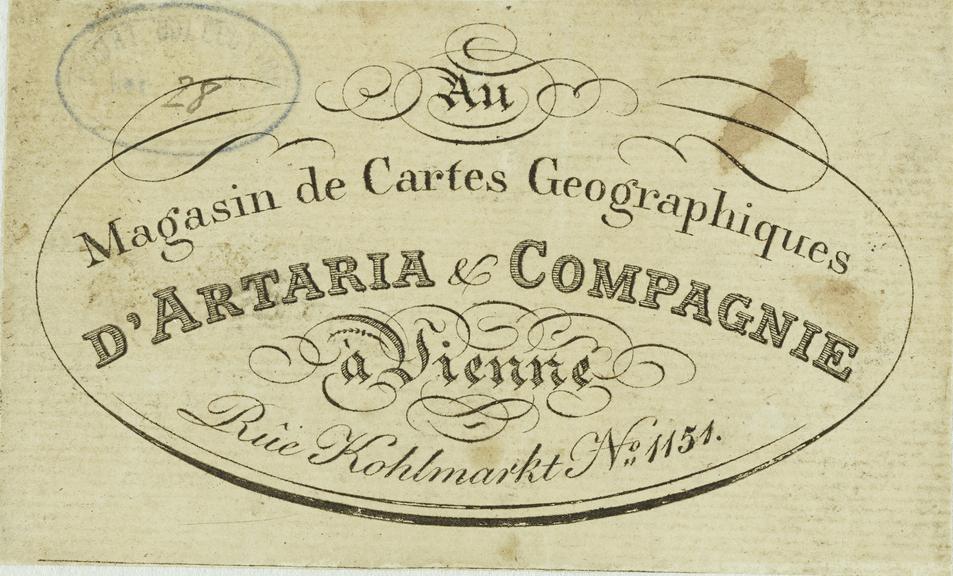 28
Au
Magasin de Cartes Geographiques
D'ARTARIA & COMPAGNIE
à Vienne
Rüe Kohlmarkt No. 1151.